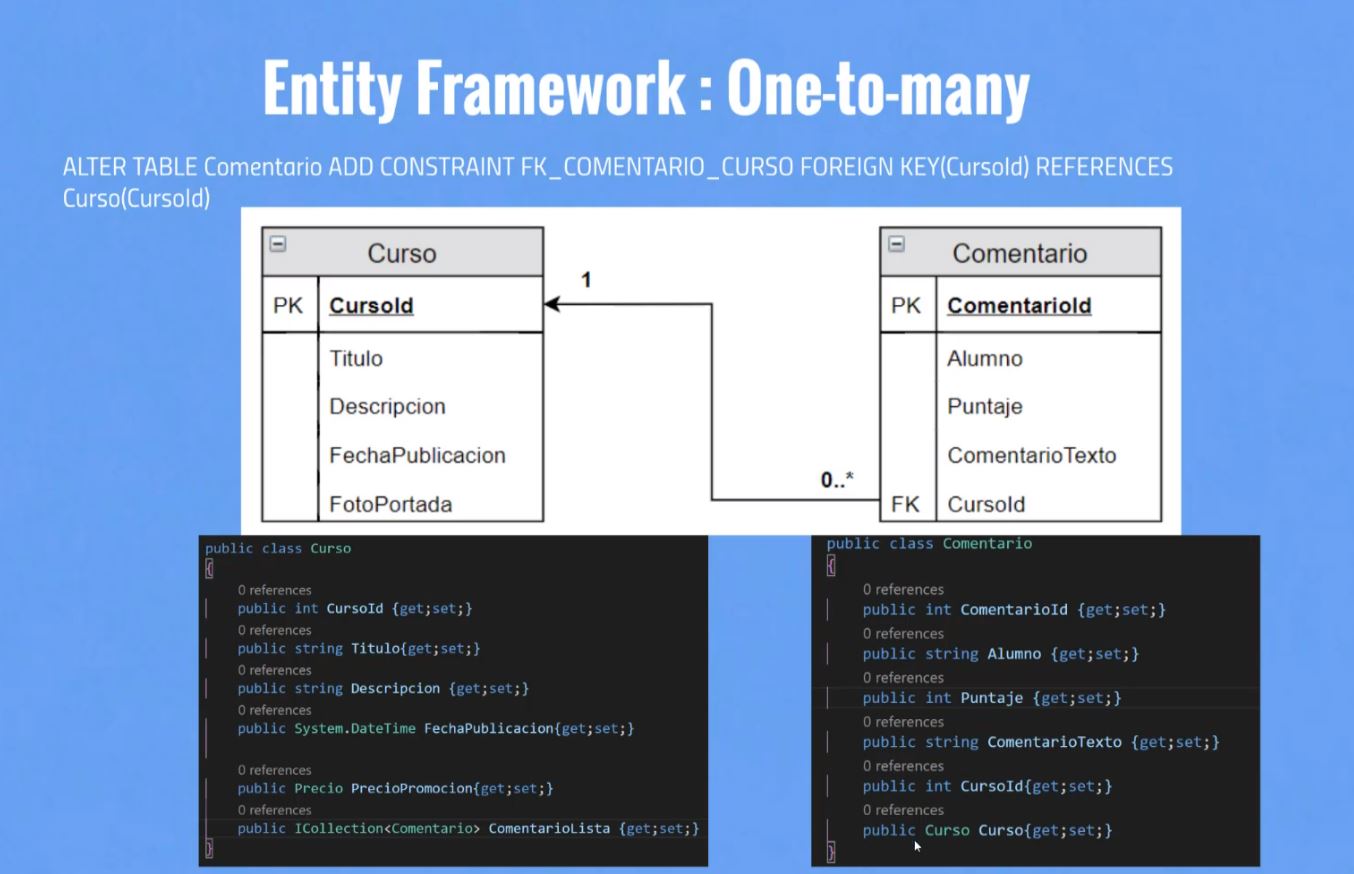 Entity Framework : One-to-many
ALTER TABLE Comentario ADD CONSTRAINT FK_COMENTARIO_CURSO FOREIGN KEY(CursoId) REFERENCES
Curso(CursoId)
Curso
PK CursoId
Titulo
Descripcion
FechaPublicacion
FotoPortada
1
0..*
Comentario
PK ComentarioId
Alumno
Puntaje
ComentarioTexto
FK CursoId
public class Curso
{
0 references
public int CursoId {get;set;}
0 references
public string Titulo{get;set;}
0 references
public string Descripcion {get;set;}
0 references
public System.DateTime FechaPublicacion{get;set;}
0 references
public Precio PrecioPromocion{get;set;}
0 references
public ICollection<Comentario> ComentarioLista {get;set;}
}
public class Comentario
{
0 references
public int ComentarioId {get;set;}
0 references
public string Alumno {get;set;}
0 references
public int Puntaje {get;set;}
0 references
public string ComentarioTexto {get;set;}
0 references
public int CursoId{get;set;}
0 references
public Curso Curso{get;set;}
}